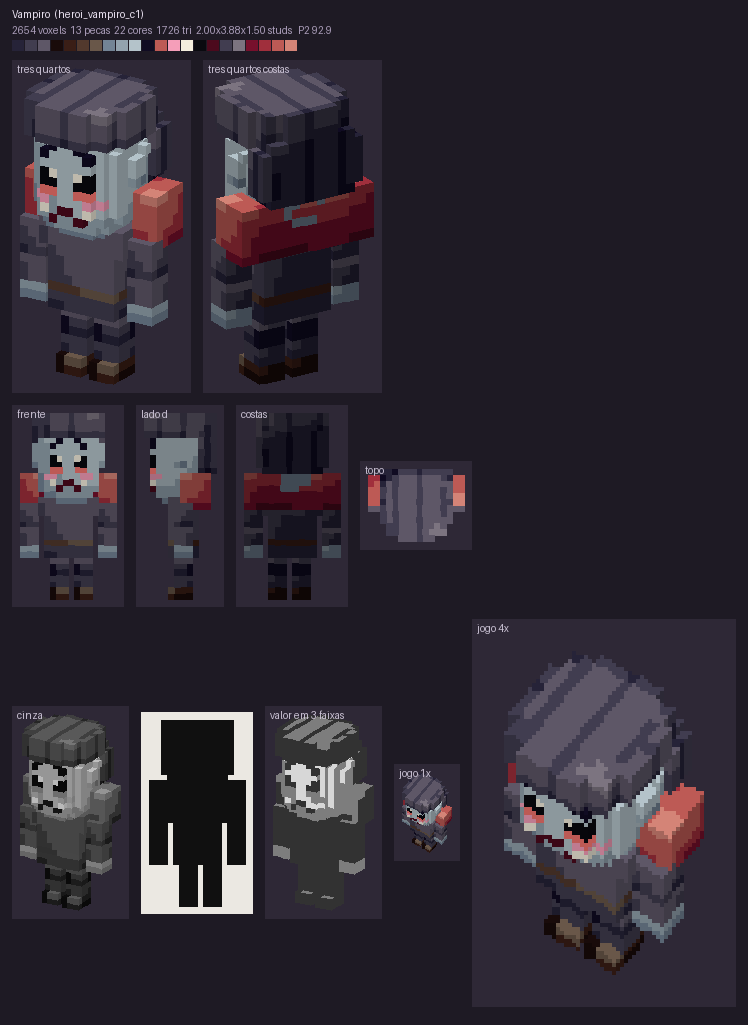 Vampiro (heroi_vampiro_c1)
2654 voxels 13 pecas 22 cores 1726 tri 2.00x3.88x1.50 studs P2 92.9
tres quartos
tres quartos costas
frente
lado d
costas
topo
jogo 4x
cinza
valor em 3 faixas
jogo 1x